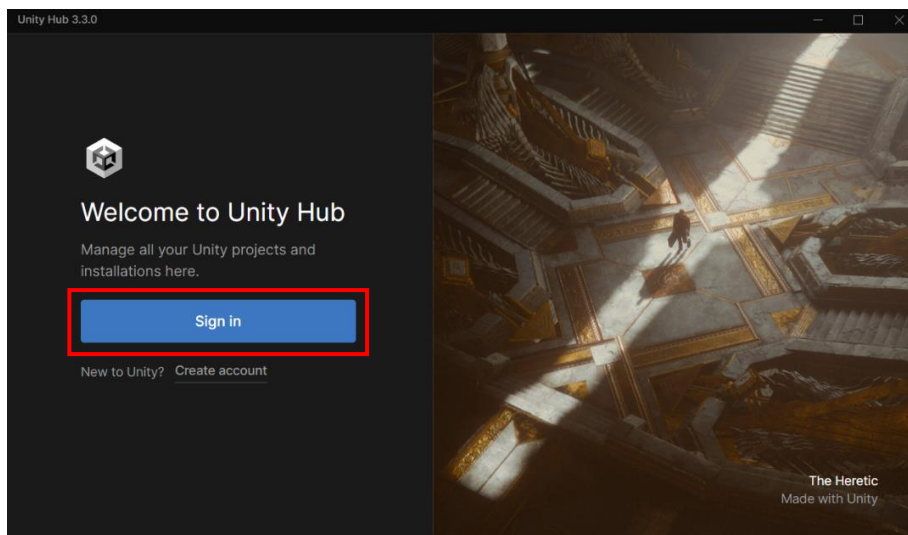 Unity Hub 3.3.0
Welcome to Unity Hub
Manage all your Unity projects and
installations here.
Sign in
New to Unity? Create account
The Heretic
Made with Unity